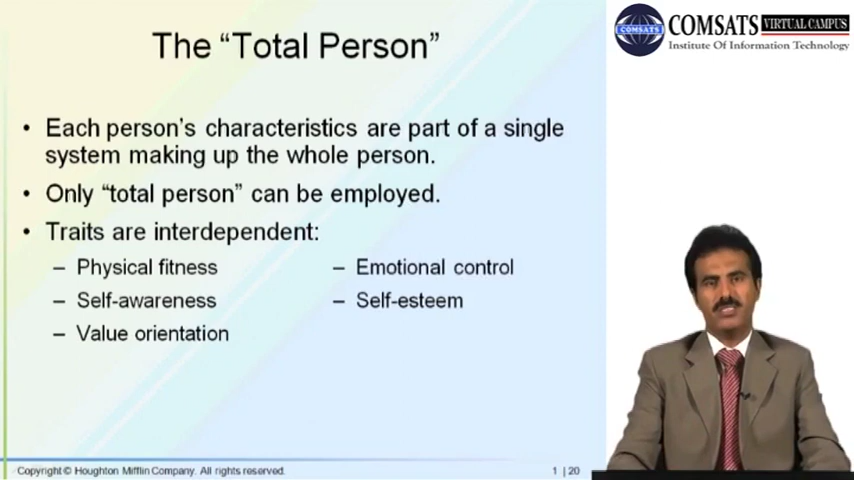 The “Total Person”
• Each person’s characteristics are part of a single
system making up the whole person.
• Only “total person” can be employed.
• Traits are interdependent:
– Physical fitness
– Self-awareness
– Value orientation
– Emotional control
– Self-esteem
Copyright © Houghton Mifflin Company. All rights reserved.
1 | 20
COMSATS VIRTUAL CAMPUS
Institute Of Information Technology
COMSATS